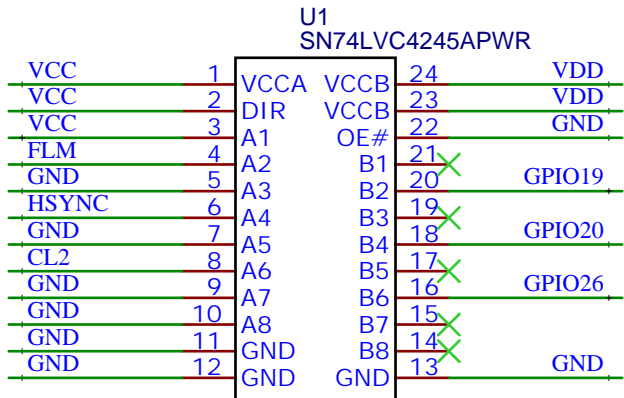 U1
SN74LVC4245APWR
VCC 1 VCCA VCCB 24 VDD
VCC 2 DIR VCCB 23 VDD
VCC 3 A1 OE# 22 GND
FLM 4 A2 B1 21
GND 5 A3 B2 20 GPIO19
HSYNC 6 A4 B3 19
GND 7 A5 B4 18 GPIO20
CL2 8 A6 B5 17
GND 9 A7 B6 16 GPIO26
GND 10 A8 B7 15
GND 11 GND B8 14
GND 12 GND GND 13 GND